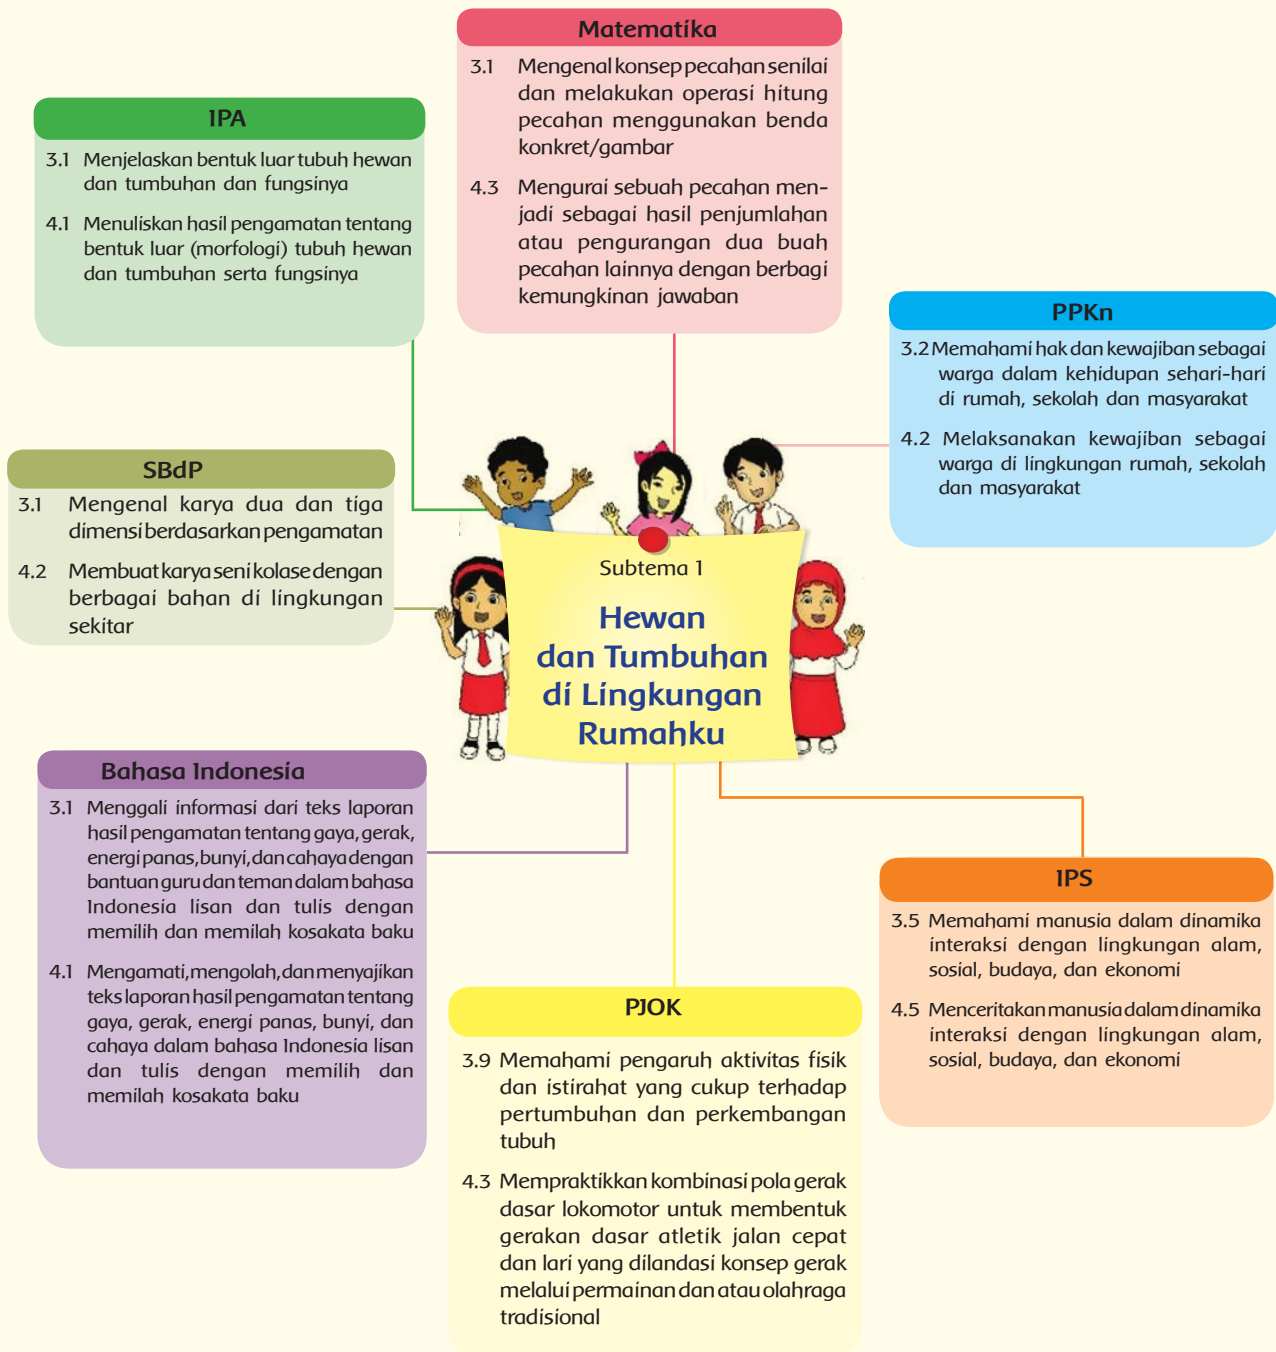 Matematika
3.1 Mengenal konsep pecahan senilai
dan melakukan operasi hitung
pecahan menggunakan benda
konkret/gambar
4.3 Mengurai sebuah pecahan men-
jadi sebagai hasil penjumlahan
atau pengurangan dua buah
pecahan lainnya dengan berbagi
kemungkinan jawaban
IPA
3.1 Menjelaskan bentuk luar tubuh hewan
dan tumbuhan dan fungsinya
4.1 Menuliskan hasil pengamatan tentang
bentuk luar (morfologi) tubuh hewan
dan tumbuhan serta fungsinya
PPKn
3.2 Memahami hak dan kewajiban sebagai
warga dalam kehidupan sehari-hari
di rumah, sekolah dan masyarakat
4.2 Melaksanakan kewajiban sebagai
warga di lingkungan rumah, sekolah
dan masyarakat
SBdP
3.1 Mengenal karya dua dan tiga
dimensi berdasarkan pengamatan
4.2 Membuat karya seni kolase dengan
berbagai bahan di lingkungan
sekitar
Subtema 1
Hewan
dan Tumbuhan
di Lingkungan
Rumahku
Bahasa Indonesia
3.1 Menggali informasi dari teks laporan
hasil pengamatan tentang gaya, gerak,
energi panas, bunyi, dan cahaya dengan
bantuan guru dan teman dalam bahasa
Indonesia lisan dan tulis dengan
memilih dan memilah kosakata baku
4.1 Mengamati, mengolah, dan menyajikan
teks laporan hasil pengamatan tentang
gaya, gerak, energi panas, bunyi, dan
cahaya dalam bahasa Indonesia lisan
dan tulis dengan memilih dan
memilah kosakata baku
IPS
3.5 Memahami manusia dalam dinamika
interaksi dengan lingkungan alam,
sosial, budaya, dan ekonomi
4.5 Menceritakan manusia dalam dinamika
interaksi dengan lingkungan alam,
sosial, budaya, dan ekonomi
PJOK
3.9 Memahami pengaruh aktivitas fisik
dan istirahat yang cukup terhadap
pertumbuhan dan perkembangan
tubuh
4.3 Mempraktikkan kombinasi pola gerak
dasar lokomotor untuk membentuk
gerakan dasar atletik jalan cepat
dan lari yang dilandasi konsep gerak
melalui permainan dan atau olahraga
tradisional